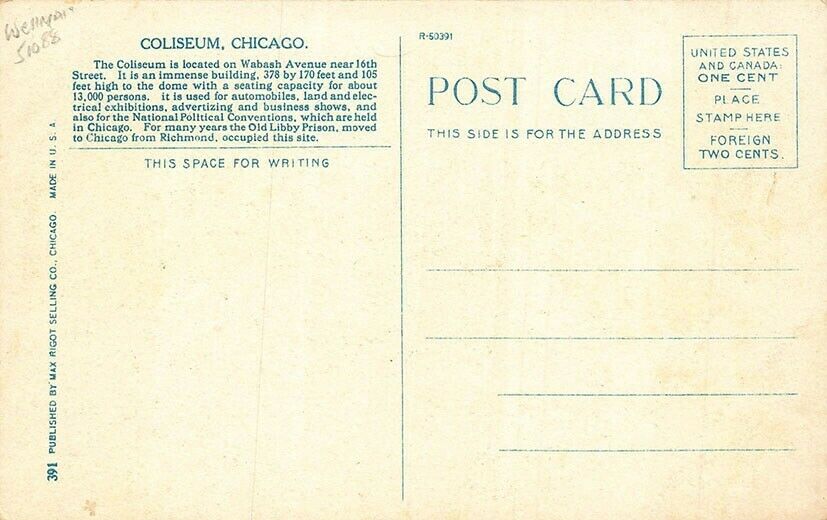 51088
COLISEUM, CHICAGO.
The Coliseum is located on Wabash Avenue near 16th
Street. It is an immense building, 378 by 170 feet and 105
feet high to the dome with a seating capacity for about
13,000 persons. it is used for automobiles, land and elec-
trical exhibitions, advertizing and business shows, and
also for the National Political Conventions, which are held
in Chicago. For many years the Old Libby Prison, moved
to Chicago from Richmond, occupied this site.
THIS SPACE FOR WRITING
391 PUBLISHED BY MAX RIGOT SELLING CO., CHICAGO. MADE IN U. S. A
R-50391
POST CARD
THIS SIDE IS FOR THE ADDRESS
UNITED STATES
AND CANADA:
ONE CENT
PLACE
STAMP HERE
FOREIGN
TWO CENTS.